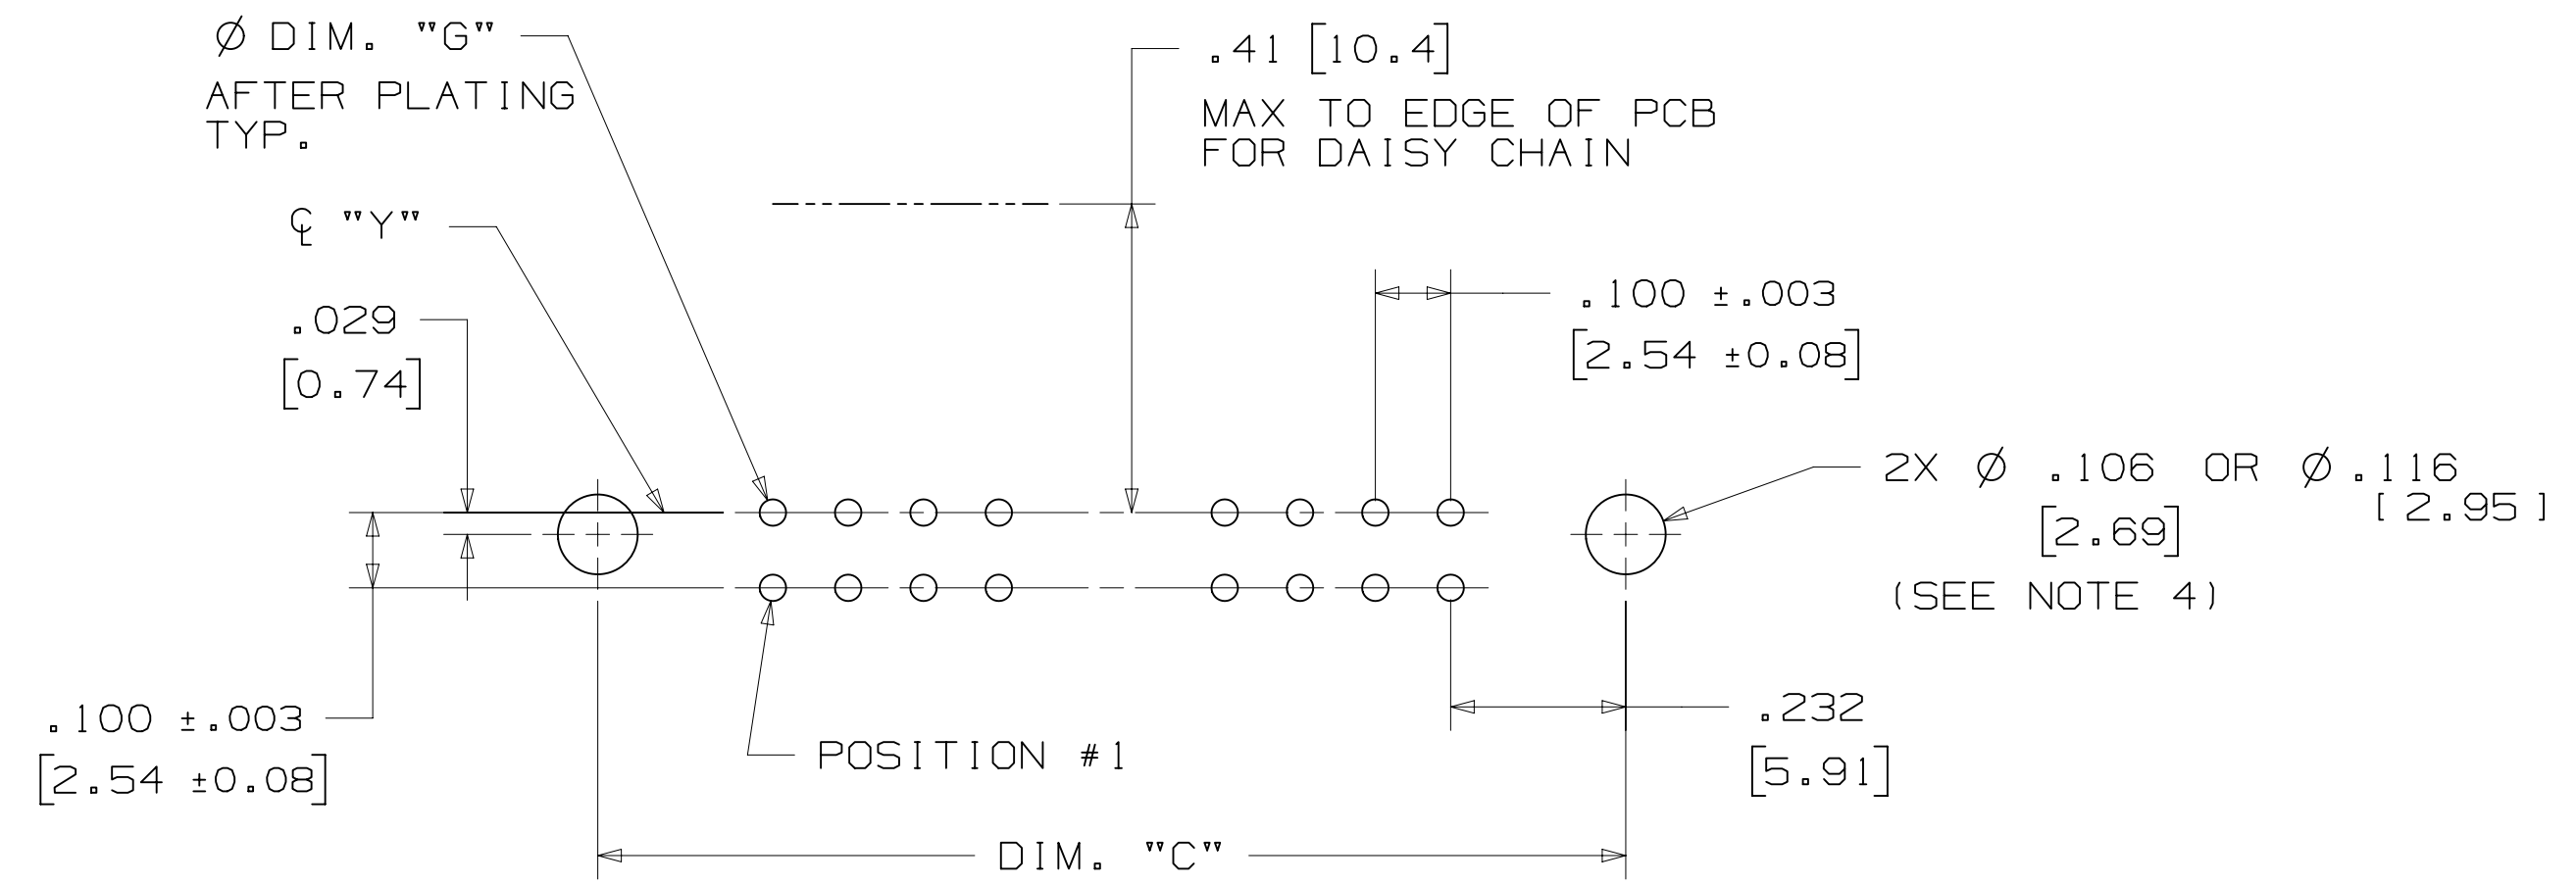 Ø DIM. "G"
AFTER PLATING
TYP.
.41 [10.4]
MAX TO EDGE OF PCB
FOR DAISY CHAIN
℄ "Y"
.029
[0.74]
.100 ±.003
[2.54 ±0.08]
2X Ø .106 OR Ø .116
[2.69] [2.95]
(SEE NOTE 4)
.100 ±.003
[2.54 ±0.08]
POSITION #1
.232
[5.91]
DIM. "C"